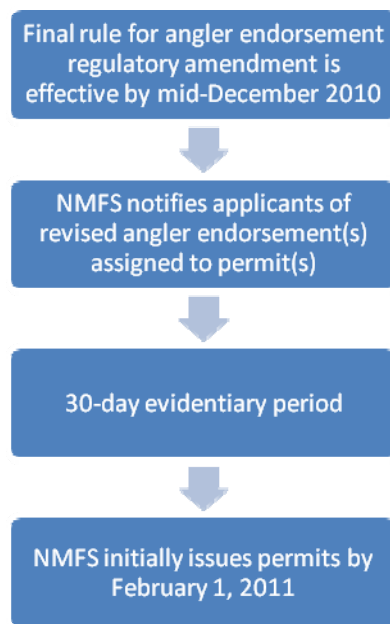 Final rule for angler endorsement
regulatory amendment is
effective by mid-December 2010
NMFS notifies applicants of
revised angler endorsement(s)
assigned to permit(s)
30-day evidentiary period
NMFS initially issues permits by
February 1, 2011